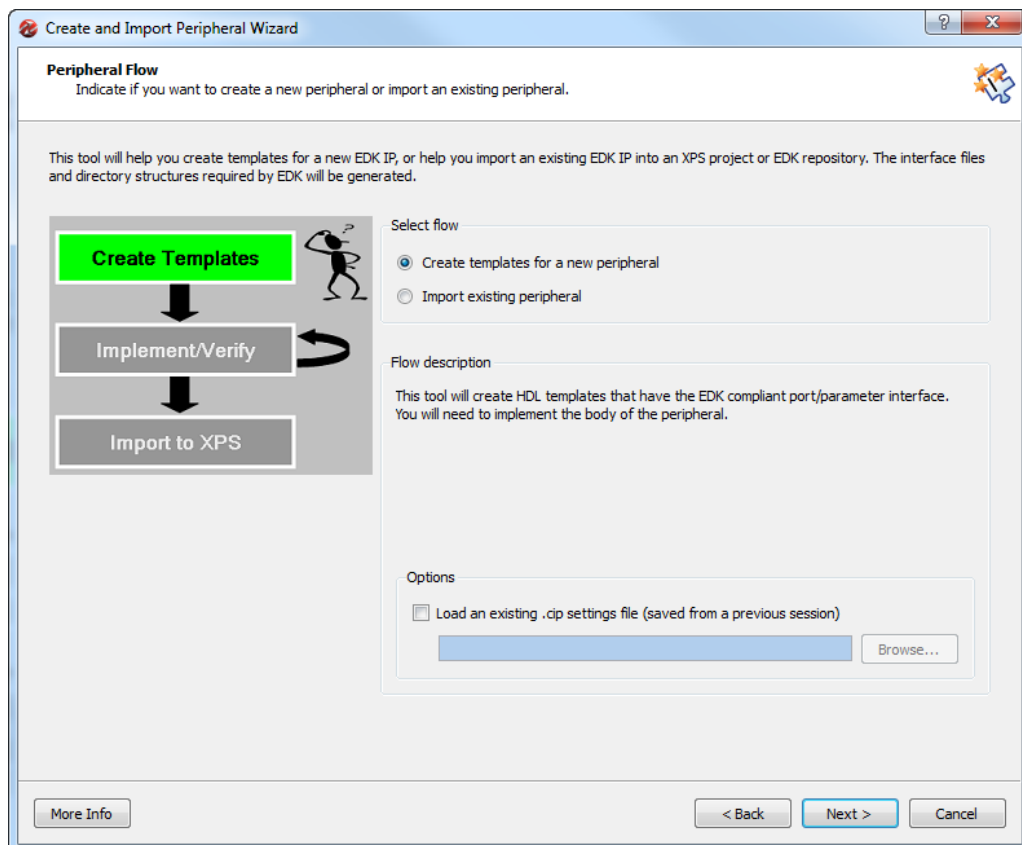 Create and Import Peripheral Wizard
?
Peripheral Flow
Indicate if you want to create a new peripheral or import an existing peripheral.
This tool will help you create templates for a new EDK IP, or help you import an existing EDK IP into an XPS project or EDK repository. The interface files
and directory structures required by EDK will be generated.
Create Templates
?
Implement/Verify
Import to XPS
Select flow
Create templates for a new peripheral
Import existing peripheral
Flow description
This tool will create HDL templates that have the EDK compliant port/parameter interface.
You will need to implement the body of the peripheral.
Options
Load an existing .cip settings file (saved from a previous session)
Browse...
More Info
< Back
Next >
Cancel